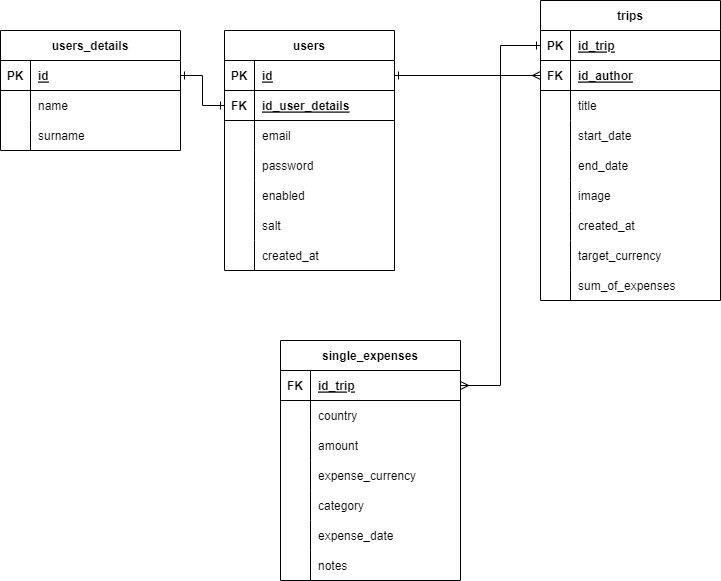 users_details
PK id
name
surname
users
PK id
FK id_user_details
email
password
enabled
salt
created_at
trips
PK id_trip
FK id_author
title
start_date
end_date
image
created_at
target_currency
sum_of_expenses
single_expenses
FK id_trip
country
amount
expense_currency
category
expense_date
notes